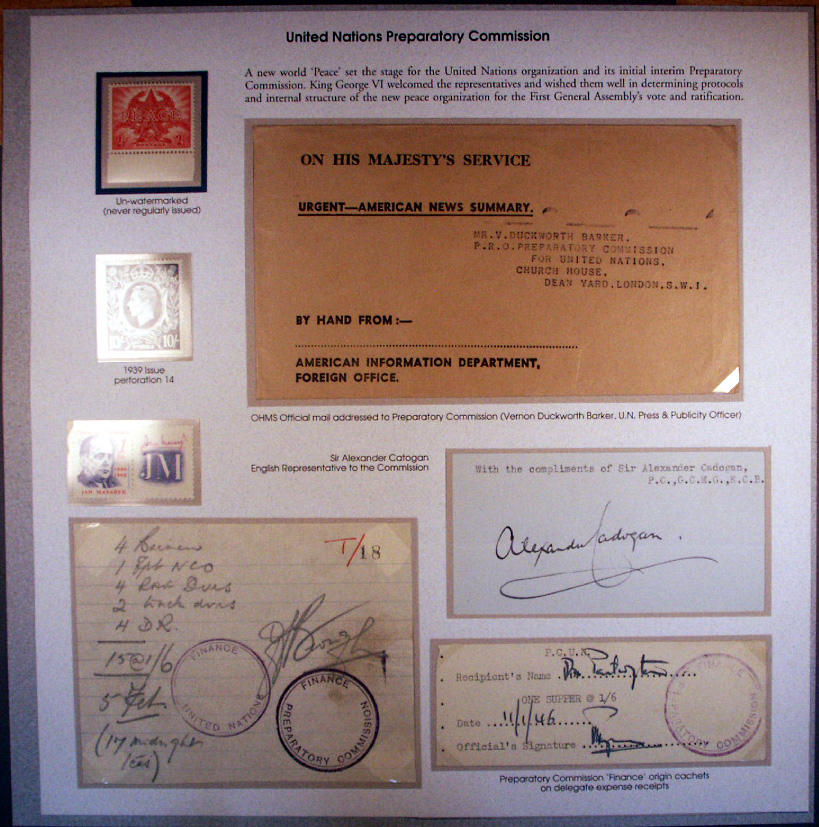 United Nations Preparatory Commission
A new world 'Peace' set the stage for the United Nations organization and its initial interim Preparatory
Commission. King George VI welcomed the representatives and wished them well in determining protocols
and internal structure of the new peace organization for the First General Assembly's vote and ratification.
PEACE
2d 2d
POSTAGE
Un-watermarked
(never regularly issued)
ON HIS MAJESTY'S SERVICE
URGENT—AMERICAN NEWS SUMMARY.
MR.V.DUCKWORTH BARKER.
P.R.O.PREPARATORY COMMISSION
FOR UNITED NATIONS,
CHURCH HOUSE,
DEAN YARD.LONDON.S.W.1.
BY HAND FROM:—
AMERICAN INFORMATION DEPARTMENT,
FOREIGN OFFICE.
10/- 10/-
1939 Issue
perforation 14
OHMS Official mail addressed to Preparatory Commission (Vernon Duckworth Barker, U.N. Press & Publicity Officer)
JAN MASARYK
JM
Sir Alexander Catogan
English Representative to the Commission
With the compliments of Sir Alexander Cadogan,
P.C.,G.C.M.G.,K.C.B.
Alexander Cadogan.
T/18
4
1 NCO
4 Dvrs
2 dvrs
4 DR.
15@1/6
5 Feb
(17 midnight
teas)
FINANCE
UNITED NATIONS
FINANCE
PREPARATORY COMMISSION
P.C.U.N.
Recipient's Name
ONE SUPPER @ 1/6
Date 11/1/46
Official's Signature
FINANCE
PREPARATORY COMMISSION
Preparatory Commission 'Finance' origin cachets
on delegate expense receipts